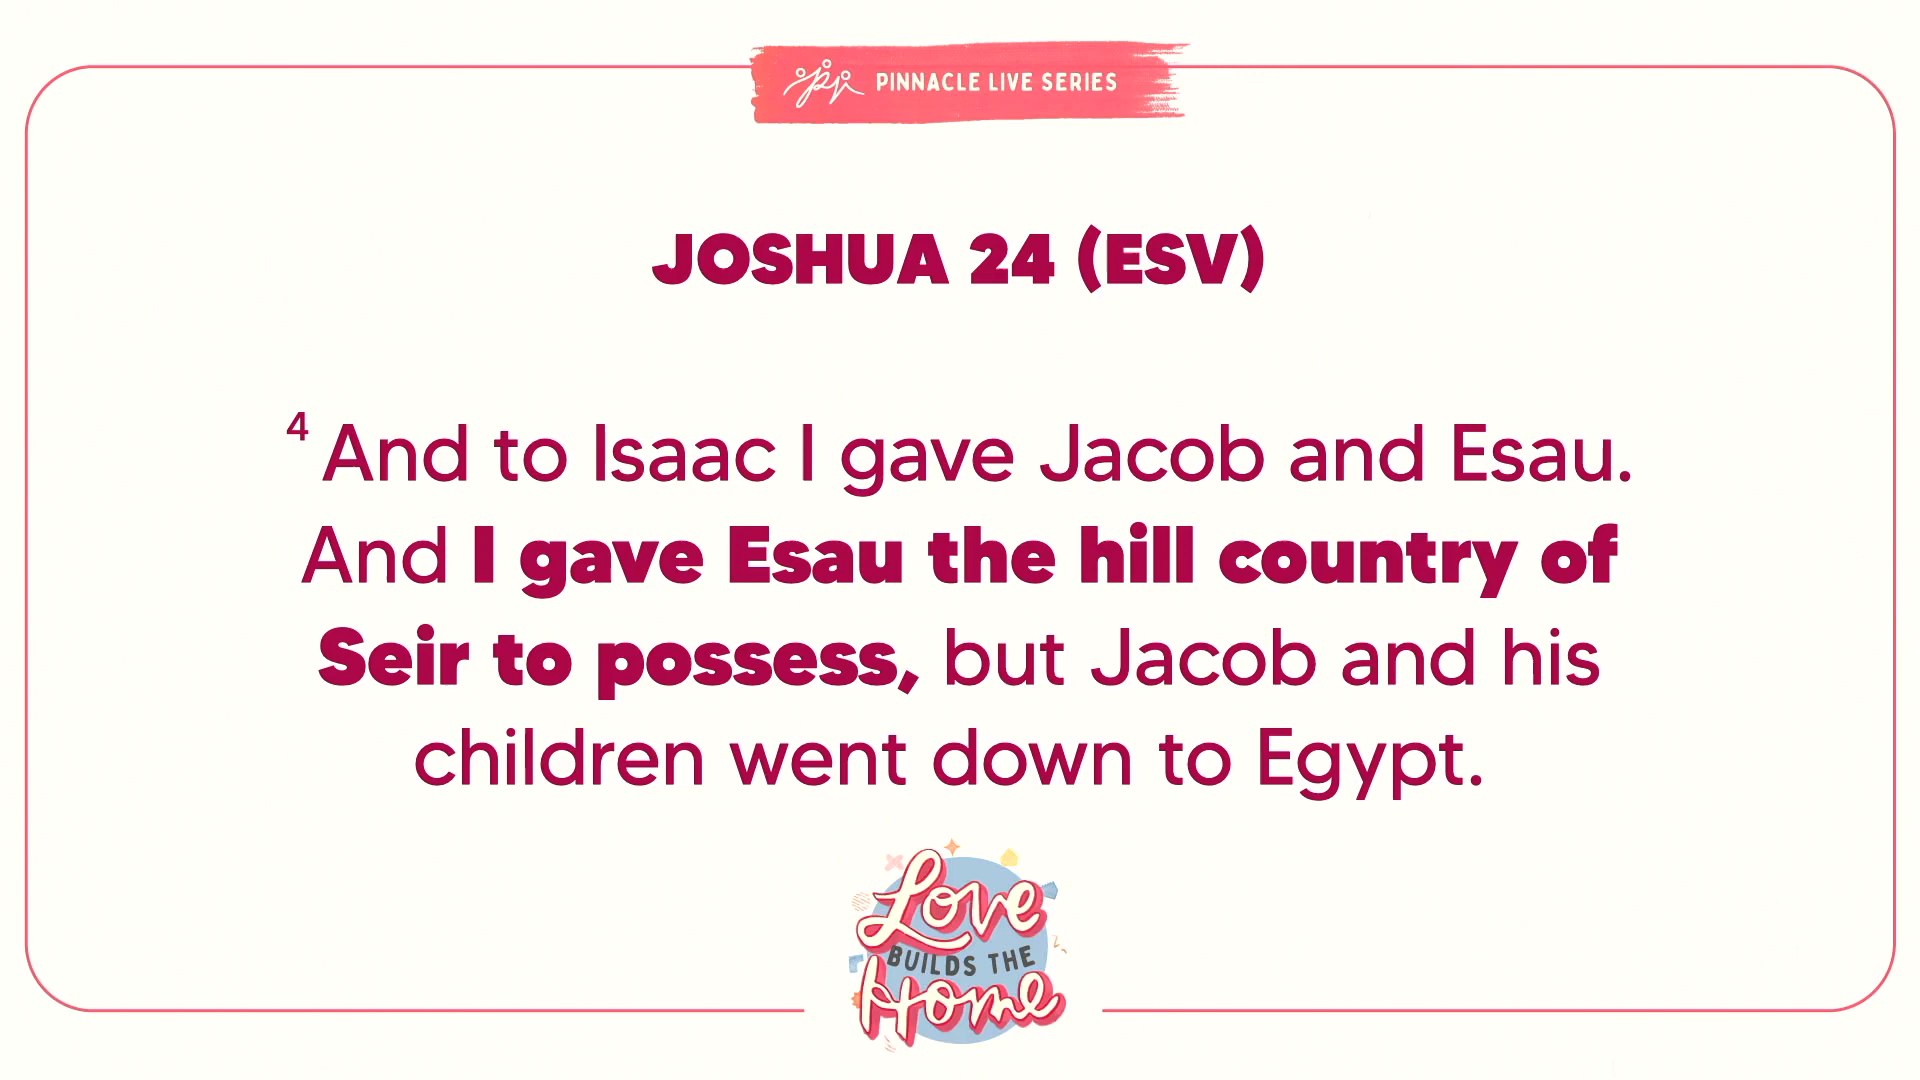 PINNACLE LIVE SERIES
JOSHUA 24 (ESV)
4 And to Isaac I gave Jacob and Esau.
And I gave Esau the hill country of
Seir to possess, but Jacob and his
children went down to Egypt.
Love
BUILDS THE
Home